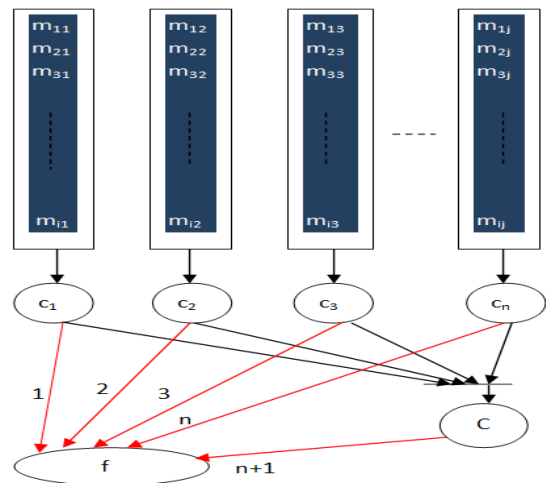 m₁₁ m₁₂ m₁₃ m₁ⱼ
m₂₁ m₂₂ m₂₃ m₂ⱼ
m₃₁ m₃₂ m₃₃ m₃ⱼ
mᵢ₁ mᵢ₂ mᵢ₃ mᵢⱼ
c₁ c₂ c₃ cₙ
1 2 3 n
C
f n+1